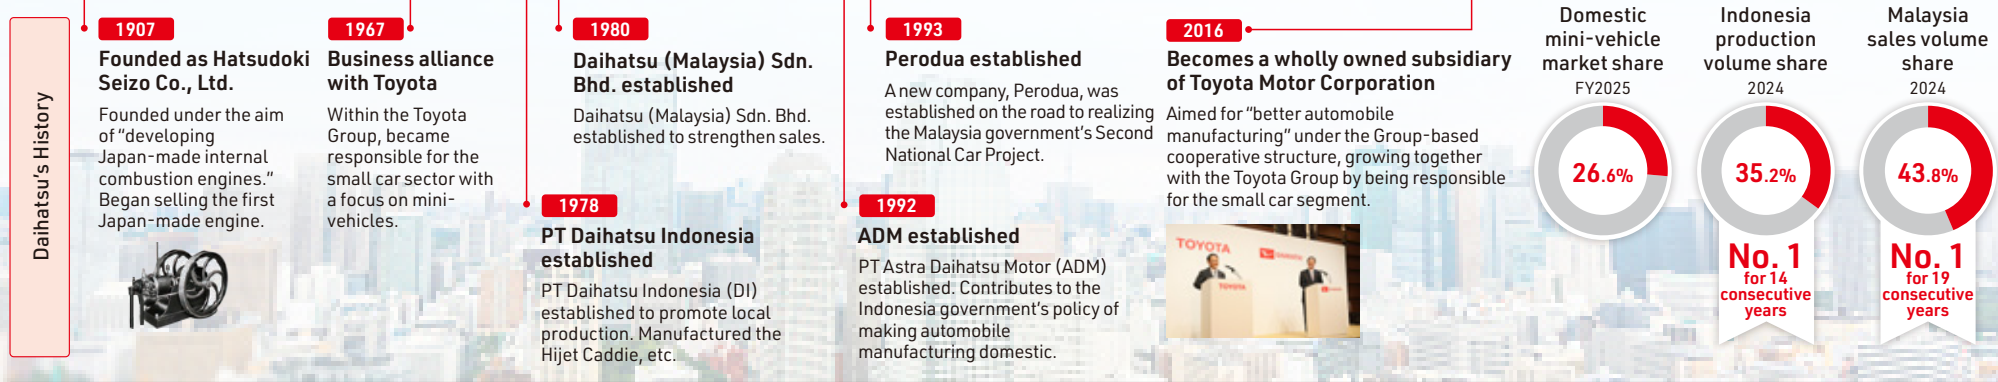 Daihatsu's History
1907
Founded as Hatsudoki
Seizo Co., Ltd.
Founded under the aim
of "developing
Japan-made internal
combustion engines."
Began selling the first
Japan-made engine.
1967
Business alliance
with Toyota
Within the Toyota
Group, became
responsible for the
small car sector with
a focus on mini-
vehicles.
1980
Daihatsu (Malaysia) Sdn.
Bhd. established
Daihatsu (Malaysia) Sdn. Bhd.
established to strengthen sales.
1978
PT Daihatsu Indonesia
established
PT Daihatsu Indonesia (DI)
established to promote local
production. Manufactured the
Hijet Caddie, etc.
1993
Perodua established
A new company, Perodua, was
established on the road to realizing
the Malaysia government's Second
National Car Project.
1992
ADM established
PT Astra Daihatsu Motor (ADM)
established. Contributes to the
Indonesia government's policy of
making automobile
manufacturing domestic.
2016
Becomes a wholly owned subsidiary
of Toyota Motor Corporation
Aimed for "better automobile
manufacturing" under the Group-based
cooperative structure, growing together
with the Toyota Group by being responsible
for the small car segment.
TOYOTA
DAIHATSU
TOYOTA
Domestic
mini-vehicle
market share
FY2025
26.6%
Indonesia
production
volume share
2024
35.2%
No. 1
for 14
consecutive
years
Malaysia
sales volume
share
2024
43.8%
No. 1
for 19
consecutive
years